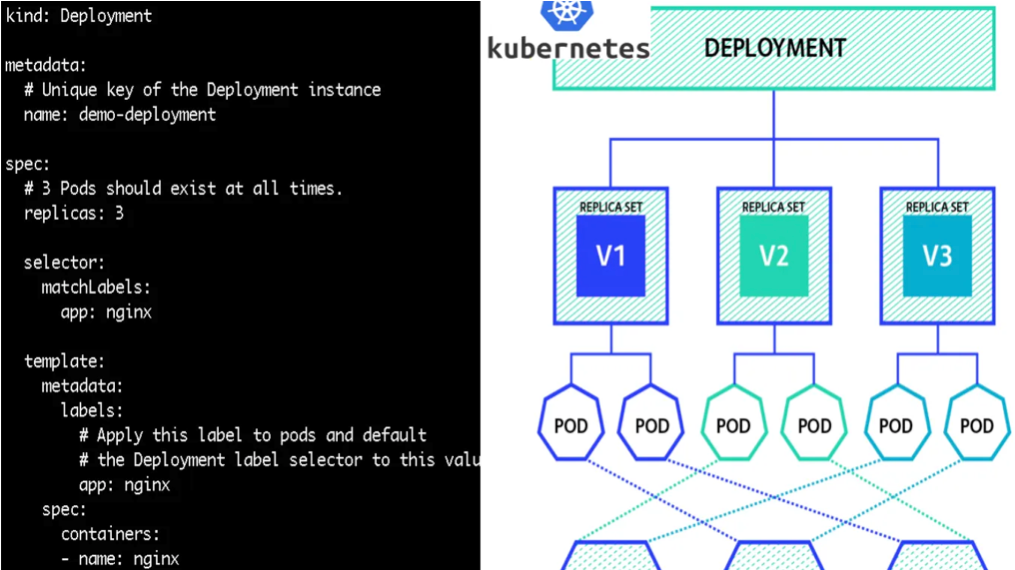 kind: Deployment
metadata:
# Unique key of the Deployment instance
name: demo-deployment
spec:
# 3 Pods should exist at all times.
replicas: 3
selector:
matchLabels:
app: nginx
template:
metadata:
labels:
# Apply this label to pods and default
# the Deployment label selector to this valu
app: nginx
spec:
containers:
- name: nginx
kubernetes
DEPLOYMENT
REPLICA SET
V1
REPLICA SET
V2
REPLICA SET
V3
POD
POD
POD
POD
POD
POD